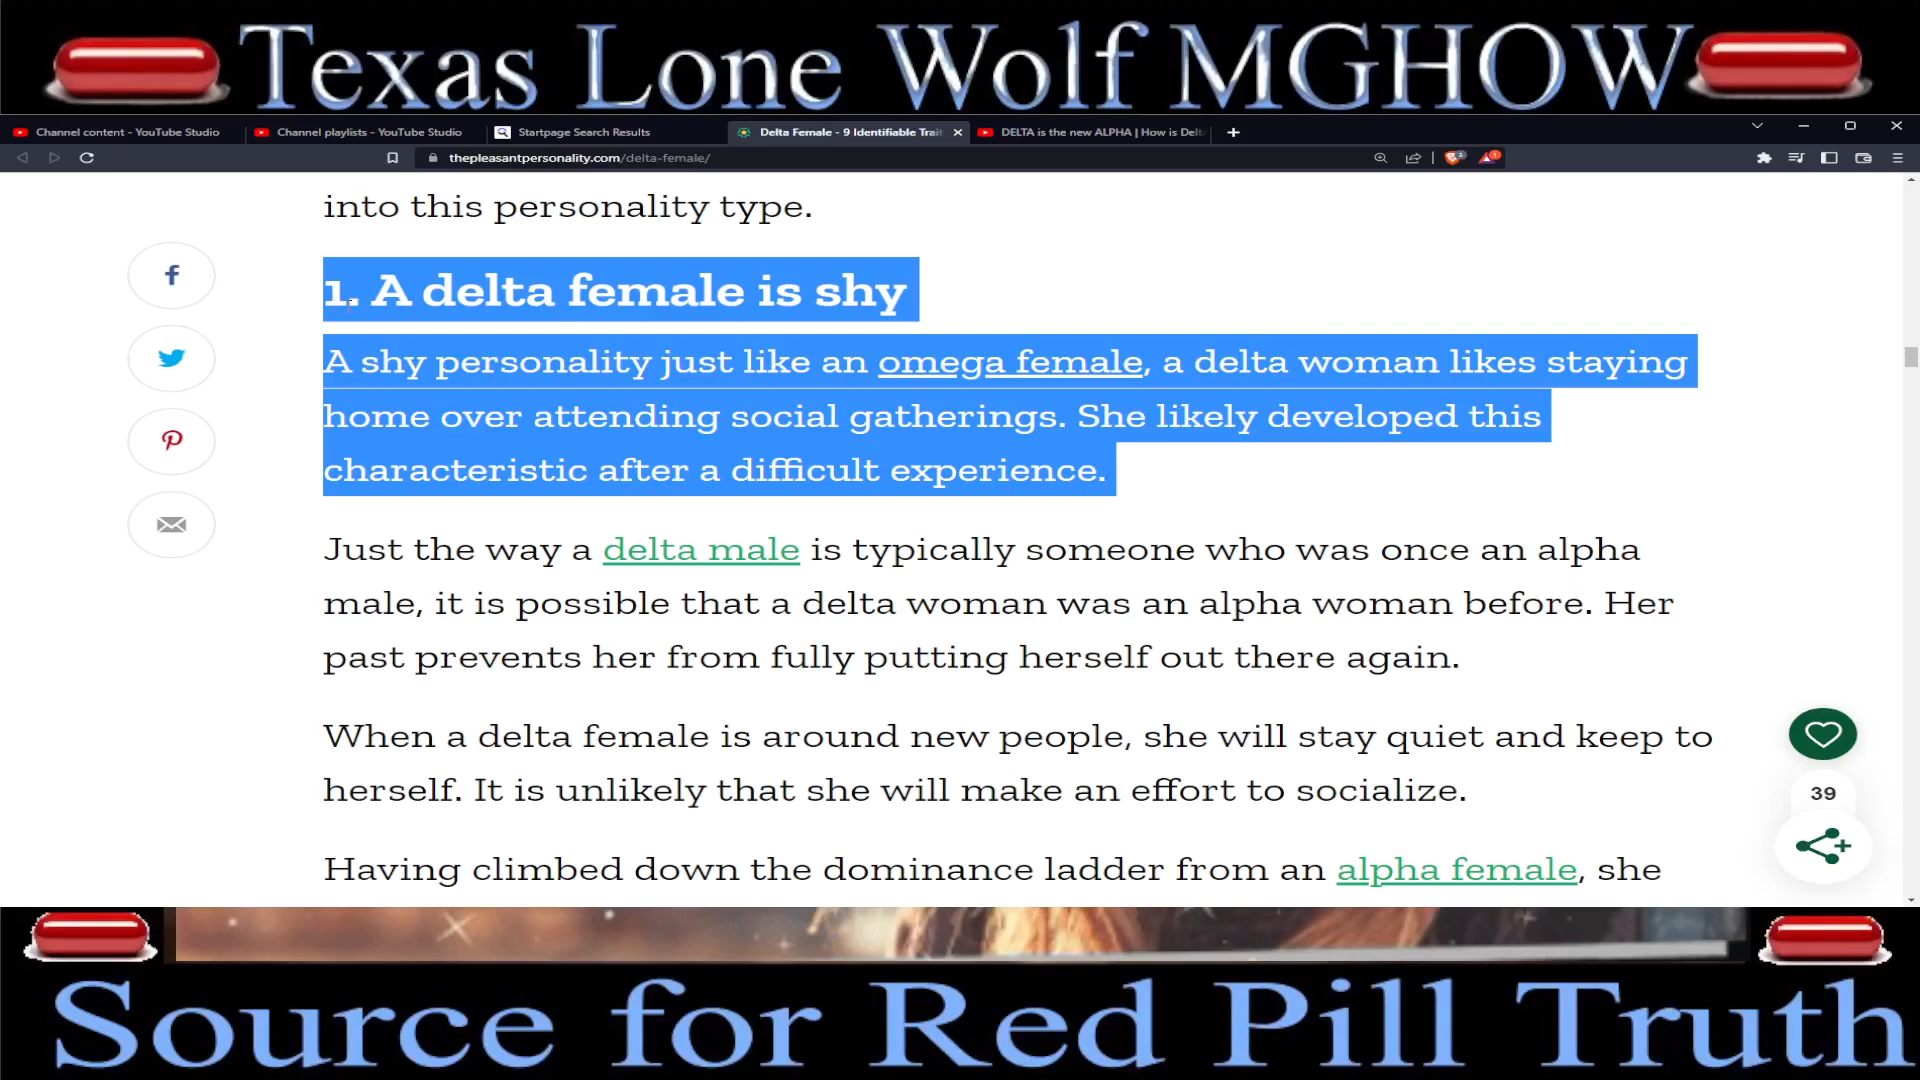 Texas Lone Wolf MGHOW
Channel content - YouTube Studio
Channel playlists - YouTube Studio
Startpage Search Results
Delta Female - 9 Identifiable Trai
DELTA is the new ALPHA | How is Delt
thepleasantpersonality.com/delta-female/
into this personality type.
1. A delta female is shy
A shy personality just like an omega female, a delta woman likes staying
home over attending social gatherings. She likely developed this
characteristic after a difficult experience.
Just the way a delta male is typically someone who was once an alpha
male, it is possible that a delta woman was an alpha woman before. Her
past prevents her from fully putting herself out there again.
When a delta female is around new people, she will stay quiet and keep to
herself. It is unlikely that she will make an effort to socialize.
39
Having climbed down the dominance ladder from an alpha female, she
Source for Red Pill Truth